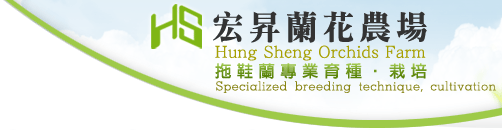 HS 宏昇蘭花農場
Hung Sheng Orchids Farm
拖鞋蘭專業育種・栽培
Specialized breeding technique, cultivation